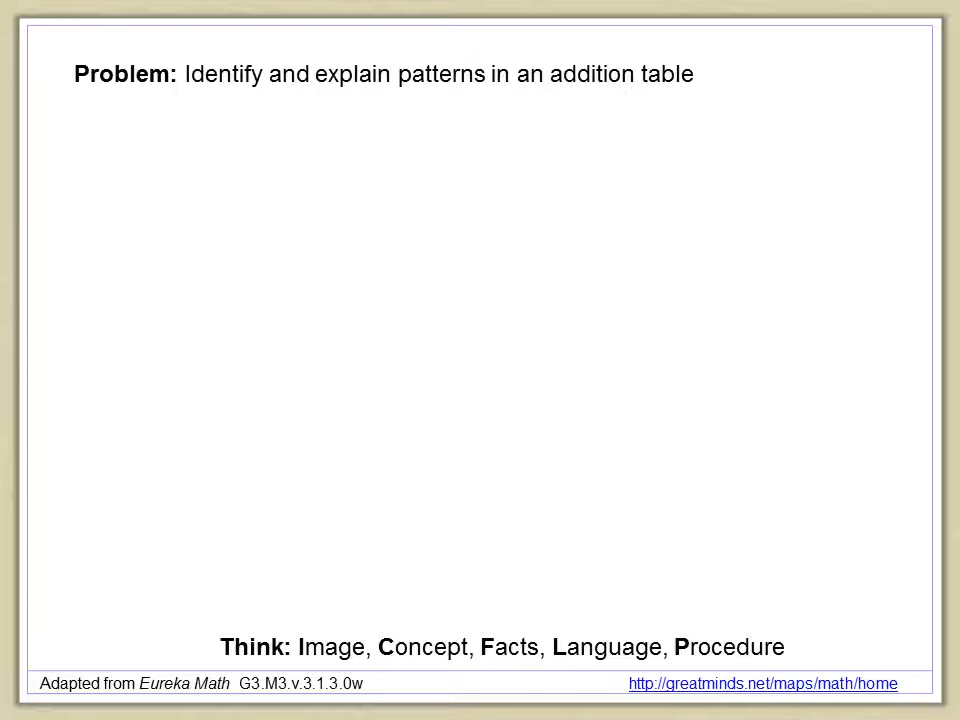 Problem: Identify and explain patterns in an addition table
Think: Image, Concept, Facts, Language, Procedure
Adapted from Eureka Math G3.M3.v.3.1.3.0w
http://greatminds.net/maps/math/home